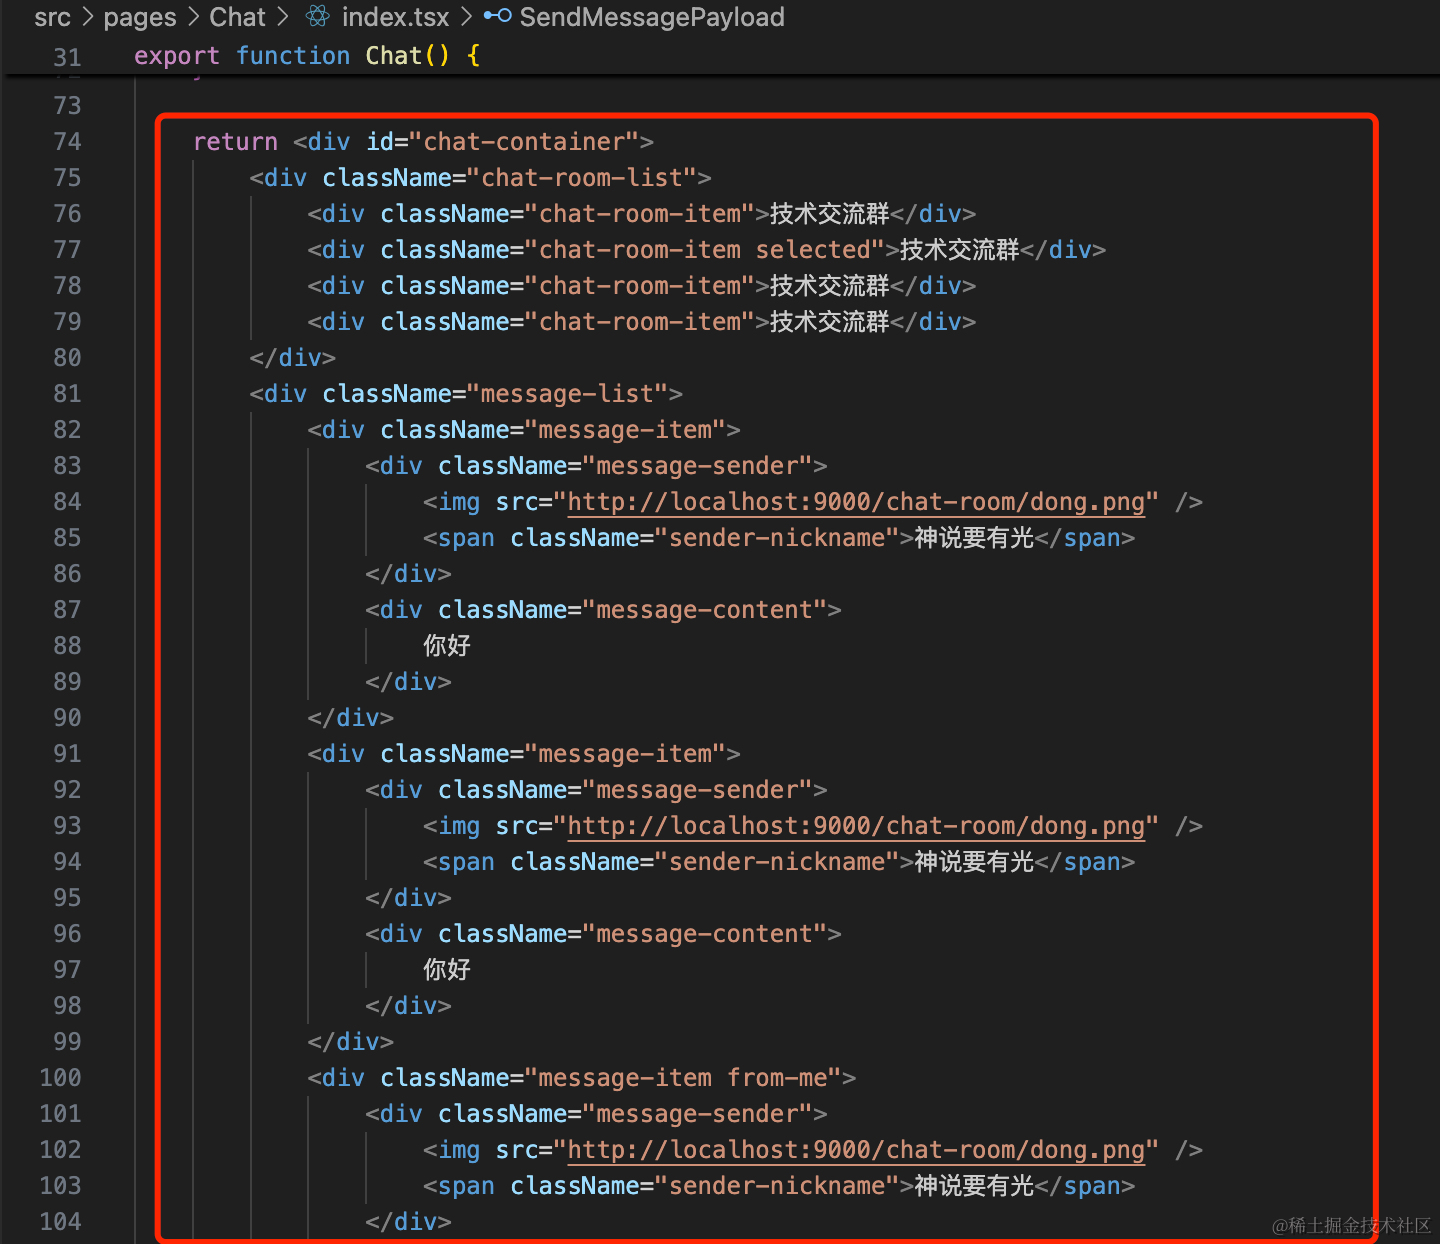 src > pages > Chat > index.tsx > SendMessagePayload
31 export function Chat() {
73
74 return <div id="chat-container">
75 <div className="chat-room-list">
76 <div className="chat-room-item">技术交流群</div>
77 <div className="chat-room-item selected">技术交流群</div>
78 <div className="chat-room-item">技术交流群</div>
79 <div className="chat-room-item">技术交流群</div>
80 </div>
81 <div className="message-list">
82 <div className="message-item">
83 <div className="message-sender">
84 <img src="http://localhost:9000/chat-room/dong.png" />
85 <span className="sender-nickname">神说要有光</span>
86 </div>
87 <div className="message-content">
88 你好
89 </div>
90 </div>
91 <div className="message-item">
92 <div className="message-sender">
93 <img src="http://localhost:9000/chat-room/dong.png" />
94 <span className="sender-nickname">神说要有光</span>
95 </div>
96 <div className="message-content">
97 你好
98 </div>
99 </div>
100 <div className="message-item from-me">
101 <div className="message-sender">
102 <img src="http://localhost:9000/chat-room/dong.png" />
103 <span className="sender-nickname">神说要有光</span>
104 </div>
@稀土掘金技术社区